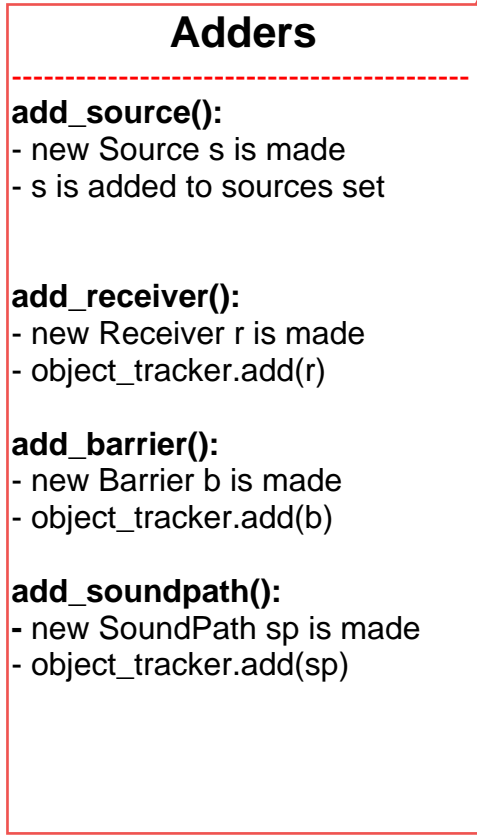 Adders
add_source():
- new Source s is made
- s is added to sources set
add_receiver():
- new Receiver r is made
- object_tracker.add(r)
add_barrier():
- new Barrier b is made
- object_tracker.add(b)
add_soundpath():
- new SoundPath sp is made
- object_tracker.add(sp)